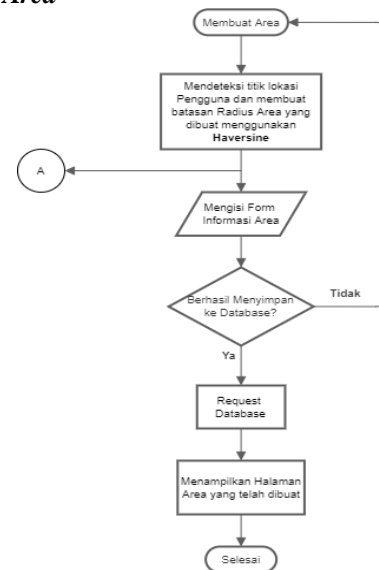 Area
Membuat Area
Mendeteksi titik lokasi
Pengguna dan membuat
batasan Radius Area yang
dibuat menggunakan
Haversine
A
Mengisi Form
Informasi Area
Berhasil Menyimpan
ke Database?
Tidak
Ya
Request
Database
Menampilkan Halaman
Area yang telah dibuat
Selesai